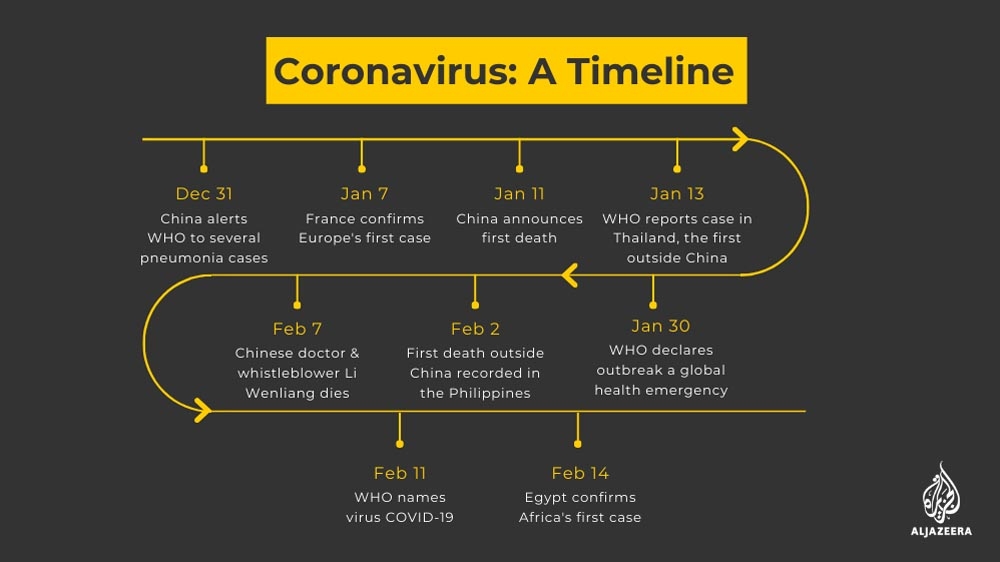 Coronavirus: A Timeline
Dec 31
China alerts
WHO to several
pneumonia cases
Jan 7
France confirms
Europe's first case
Jan 11
China announces
first death
Jan 13
WHO reports case in
Thailand, the first
outside China
Jan 30
WHO declares
outbreak a global
health emergency
Feb 2
First death outside
China recorded in
the Philippines
Feb 7
Chinese doctor &
whistleblower Li
Wenliang dies
Feb 11
WHO names
virus COVID-19
Feb 14
Egypt confirms
Africa's first case
ALJAZEERA